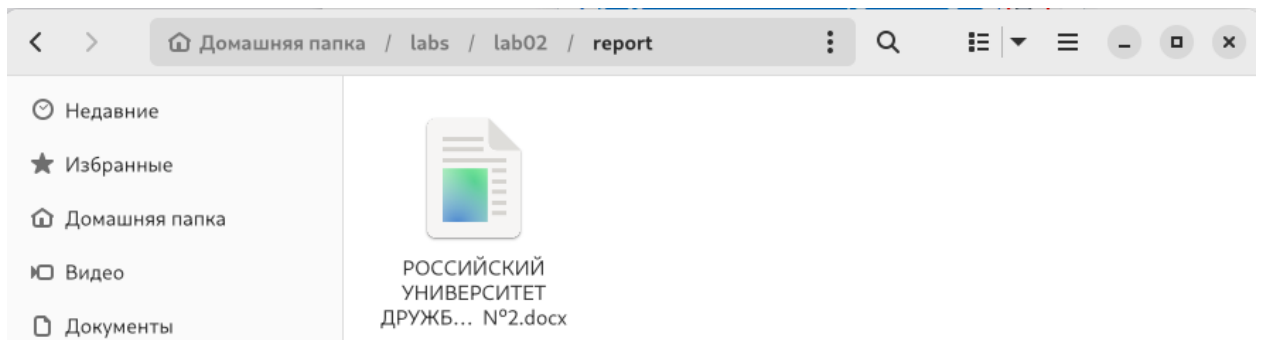 Домашняя папка / labs / lab02 / report
Недавние
Избранные
Домашняя папка
Видео
Документы
РОССИЙСКИЙ
УНИВЕРСИТЕТ
ДРУЖБ... №2.docx